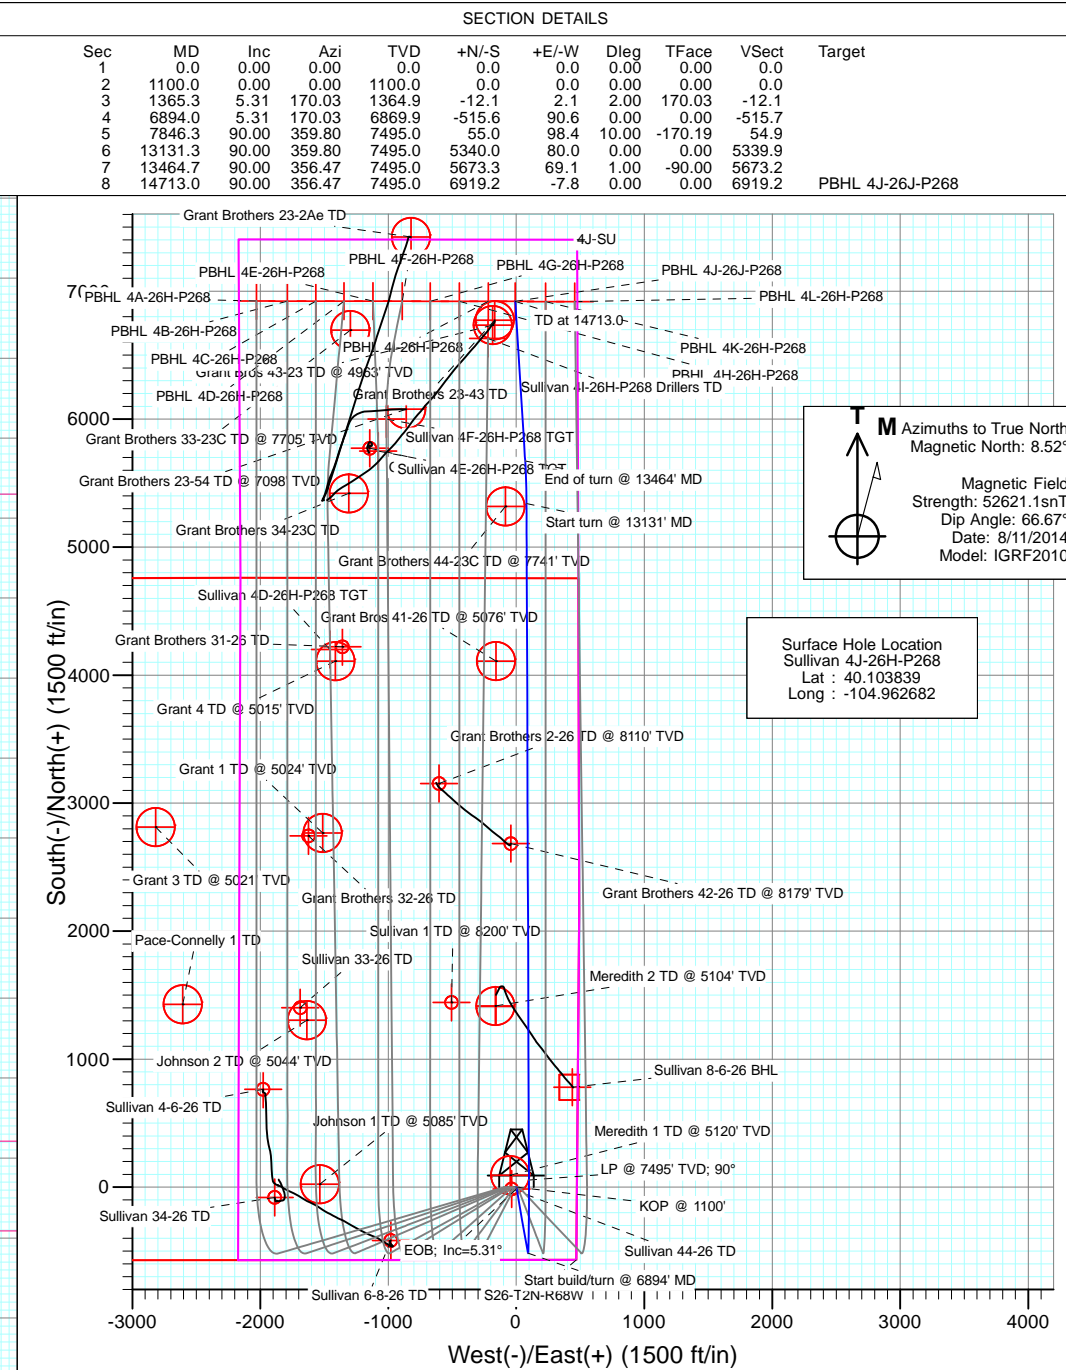 SECTION DETAILS
Sec MD Inc Azi TVD +N/-S +E/-W Dleg TFace VSect Target
1 0.0 0.00 0.00 0.0 0.0 0.0 0.00 0.00 0.0
2 1100.0 0.00 0.00 1100.0 0.0 0.0 0.00 0.00 0.0
3 1365.3 5.31 170.03 1364.9 -12.1 2.1 2.00 170.03 -12.1
4 6894.0 5.31 170.03 6869.9 -515.6 90.6 0.00 0.00 -515.7
5 7846.3 90.00 359.80 7495.0 55.0 98.4 10.00 -170.19 54.9
6 13131.3 90.00 359.80 7495.0 5340.0 80.0 0.00 0.00 5339.9
7 13464.7 90.00 356.47 7495.0 5673.3 69.1 1.00 -90.00 5673.2
8 14713.0 90.00 356.47 7495.0 6919.2 -7.8 0.00 0.00 6919.2 PBHL 4J-26J-P268
Grant Brothers 23-2Ae TD
4J-SU
PBHL 4F-26H-P268
PBHL 4E-26H-P268
PBHL 4G-26H-P268
PBHL 4J-26J-P268
7000
PBHL 4A-26H-P268
PBHL 4L-26H-P268
TD at 14713.0
PBHL 4B-26H-P268
PBHL 4I-26H-P268
PBHL 4K-26H-P268
PBHL 4C-26H-P268
Grant Bros 43-23 TD @ 4963' TVD
PBHL 4H-26H-P268
PBHL 4D-26H-P268
Grant Brothers 23-43 TD
Sullivan 4I-26H-P268 Drillers TD
6000
Grant Brothers 33-23C TD @ 7705' TVD
Sullivan 4F-26H-P268 TGT
Sullivan 4E-26H-P268 TGT
Grant Brothers 23-54 TD @ 7098' TVD
End of turn @ 13464' MD
Grant Brothers 34-23C TD
Start turn @ 13131' MD
5000
Grant Brothers 44-23C TD @ 7741' TVD
T M
Azimuths to True North
Magnetic North: 8.52°
Magnetic Field
Strength: 52621.1snT
Dip Angle: 66.67°
Date: 8/11/2014
Model: IGRF2010
Sullivan 4D-26H-P268 TGT
Grant Bros 41-26 TD @ 5076' TVD
Grant Brothers 31-26 TD
4000
Grant 4 TD @ 5015' TVD
Surface Hole Location
Sullivan 4J-26H-P268
Lat : 40.103839
Long : -104.962682
Grant Brothers 2-26 TD @ 8110' TVD
Grant 1 TD @ 5024' TVD
3000
Grant 3 TD @ 5021' TVD
Grant Brothers 32-26 TD
Grant Brothers 42-26 TD @ 8179' TVD
2000
Pace-Connelly 1 TD
Sullivan 1 TD @ 8200' TVD
Sullivan 33-26 TD
Meredith 2 TD @ 5104' TVD
1000
Johnson 2 TD @ 5044' TVD
Sullivan 8-6-26 BHL
Sullivan 4-6-26 TD
Johnson 1 TD @ 5085' TVD
Meredith 1 TD @ 5120' TVD
LP @ 7495' TVD; 90°
0
KOP @ 1100'
Sullivan 34-26 TD
EOB; Inc=5.31°
Sullivan 44-26 TD
Start build/turn @ 6894' MD
Sullivan 6-8-26 TD
S26-T2N-R68W
-3000 -2000 -1000 0 1000 2000 3000 4000
West(-)/East(+) (1500 ft/in)
South(-)/North(+) (1500 ft/in)